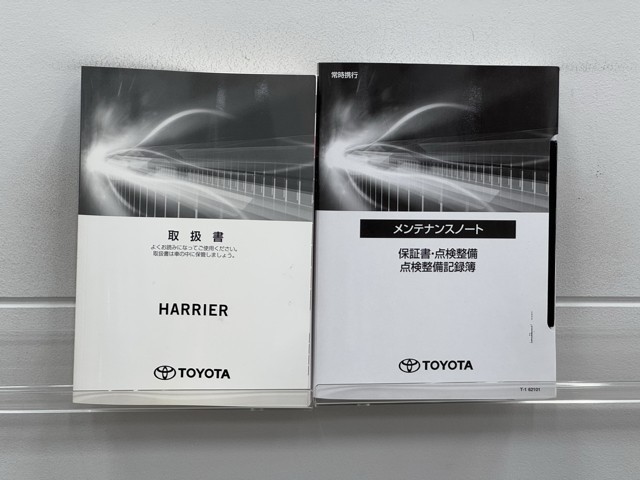 取扱書
よくお読みになってご使用ください。
取扱書は車の中に保管しましょう。
HARRIER
TOYOTA
常時携行
メンテナンスノート
保証書・点検整備
点検整備記録簿
TOYOTA
T-1 62101